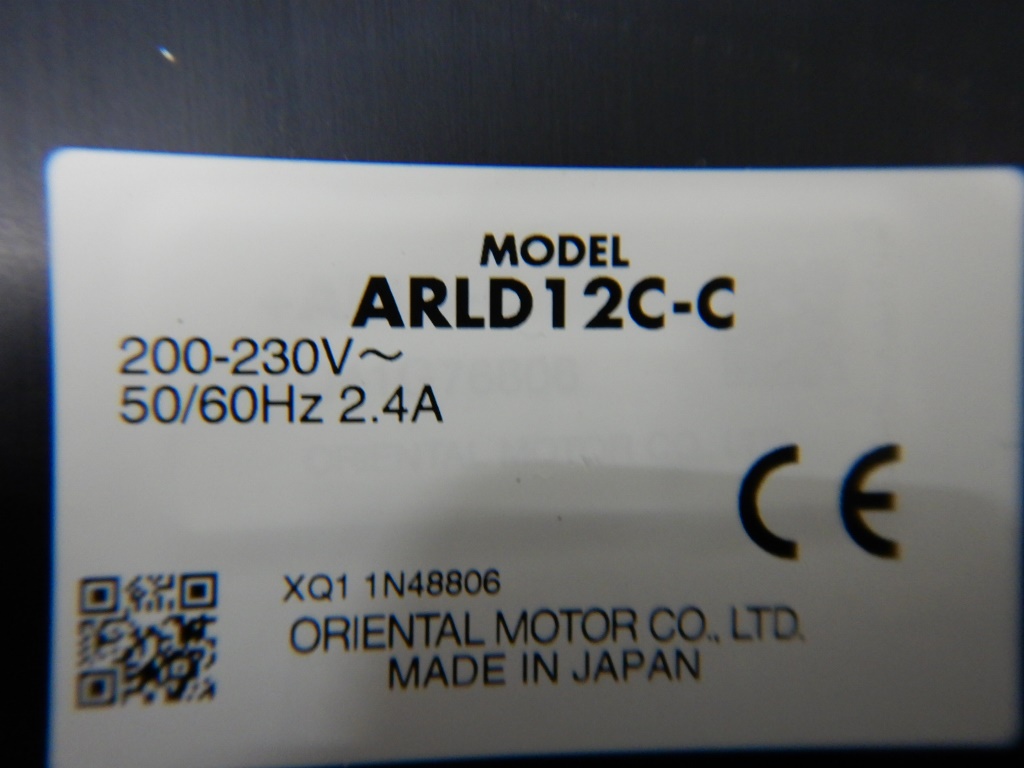 MODEL
ARLD12C-C
200-230V～
50/60Hz 2.4A
CE
XQ1 1N48806
ORIENTAL MOTOR CO., LTD.
MADE IN JAPAN